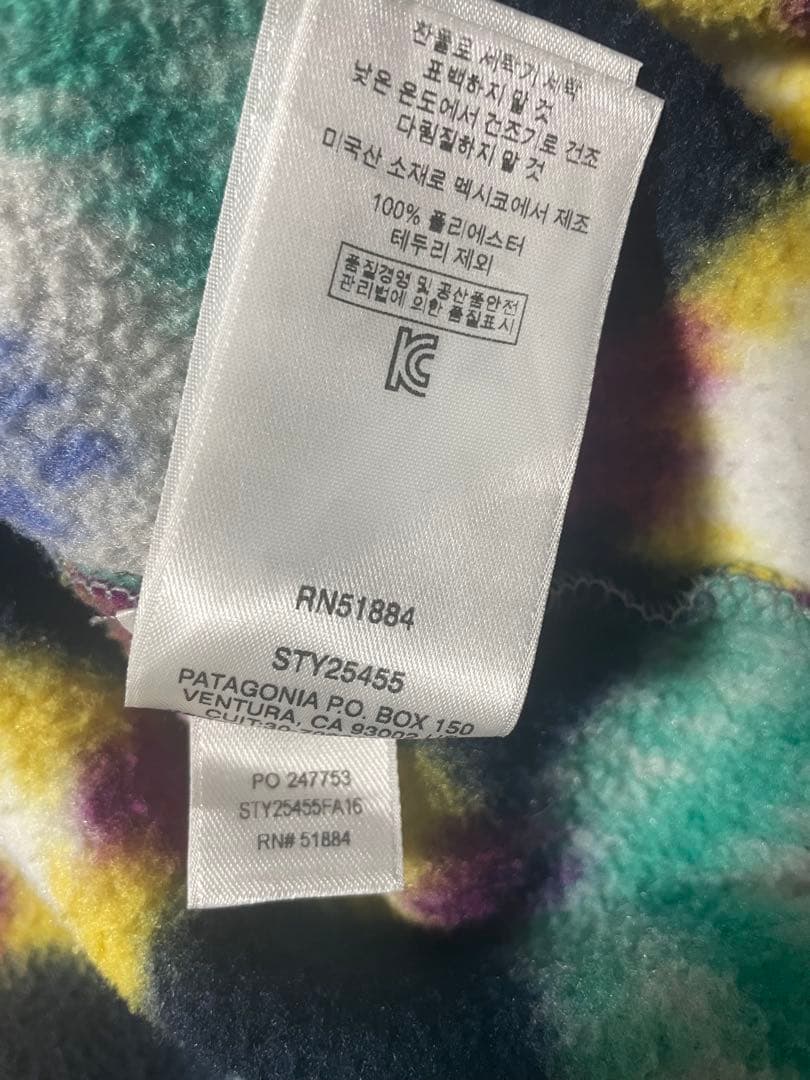 찬물로 세탁기 세탁
표백하지 말 것
낮은 온도에서 건조기로 건조
다림질하지 말 것
미국산 소재로 멕시코에서 제조
100% 폴리에스터
테두리 제외
품질경영 및 공산품안전
관리법에 의한 품질표시
RN51884
STY25455
PATAGONIA P.O. BOX 150
VENTURA, CA 93002
CUIT:30-
PO 247753
STY25455FA16
RN# 51884